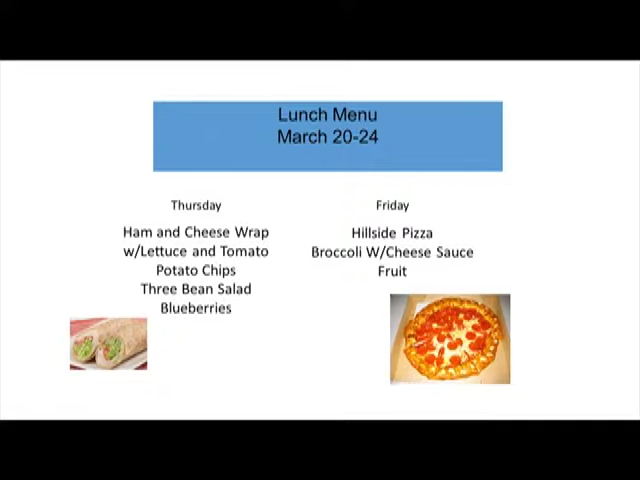 Lunch Menu
March 20-24
Thursday
Ham and Cheese Wrap
w/Lettuce and Tomato
Potato Chips
Three Bean Salad
Blueberries
Friday
Hillside Pizza
Broccoli W/Cheese Sauce
Fruit